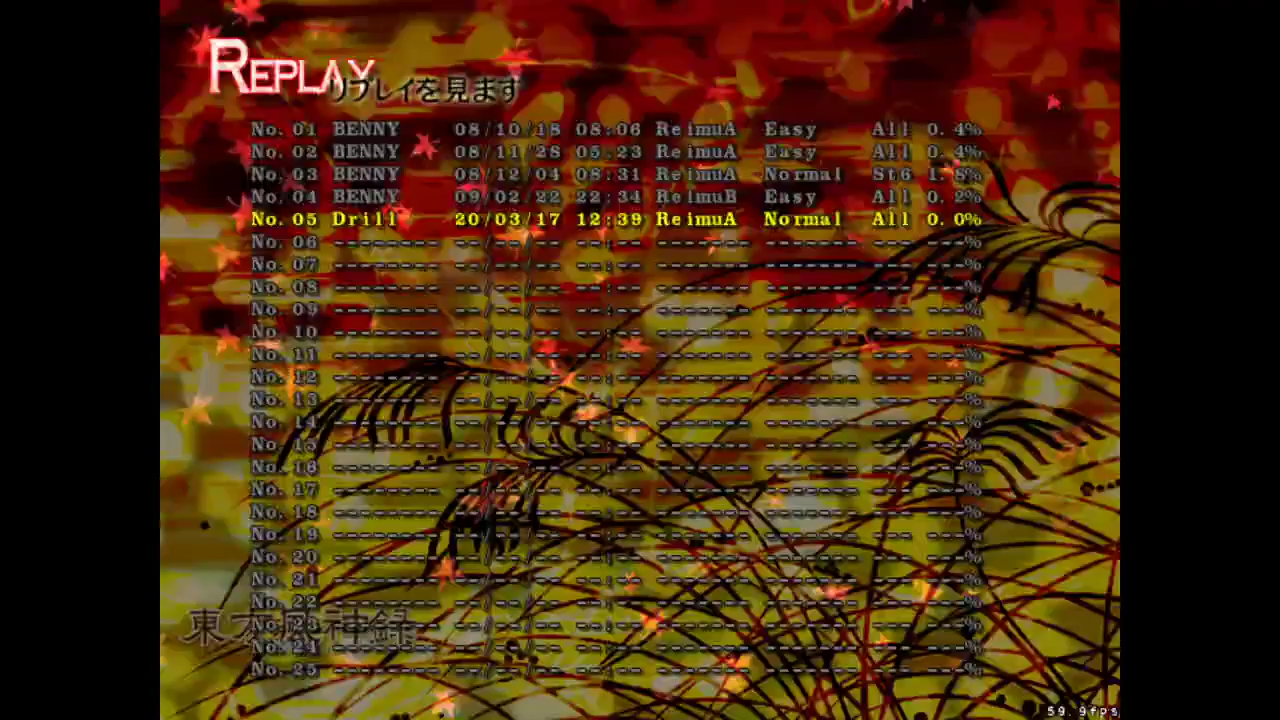 REPLAY
リプレイを見ます
No. 01 BENNY 08/10/18 08:06 ReimuA Easy All 0.4%
No. 02 BENNY 08/11/28 05:23 ReimuA Easy All 0.4%
No. 03 BENNY 08/12/04 08:31 ReimuA Normal St6 1.8%
No. 04 BENNY 09/02/22 22:34 ReimuB Easy All 0.2%
No. 05 Drill 20/03/17 12:39 ReimuA Normal All 0.0%
No. 06 -------- --/--/-- --:-- ------- ------- --- ---%
No. 07 -------- --/--/-- --:-- ------- ------- --- ---%
No. 08 -------- --/--/-- --:-- ------- ------- --- ---%
No. 09 -------- --/--/-- --:-- ------- ------- --- ---%
No. 10 -------- --/--/-- --:-- ------- ------- --- ---%
No. 11 -------- --/--/-- --:-- ------- ------- --- ---%
No. 12 -------- --/--/-- --:-- ------- ------- --- ---%
No. 13 -------- --/--/-- --:-- ------- ------- --- ---%
No. 14 -------- --/--/-- --:-- ------- ------- --- ---%
No. 15 -------- --/--/-- --:-- ------- ------- --- ---%
No. 16 -------- --/--/-- --:-- ------- ------- --- ---%
No. 17 -------- --/--/-- --:-- ------- ------- --- ---%
No. 18 -------- --/--/-- --:-- ------- ------- --- ---%
No. 19 -------- --/--/-- --:-- ------- ------- --- ---%
No. 20 -------- --/--/-- --:-- ------- ------- --- ---%
No. 21 -------- --/--/-- --:-- ------- ------- --- ---%
No. 22 -------- --/--/-- --:-- ------- ------- --- ---%
東方風神録
No. 23 -------- --/--/-- --:-- ------- ------- --- ---%
No. 24 -------- --/--/-- --:-- ------- ------- --- ---%
No. 25 -------- --/--/-- --:-- ------- ------- --- ---%
59.9fps